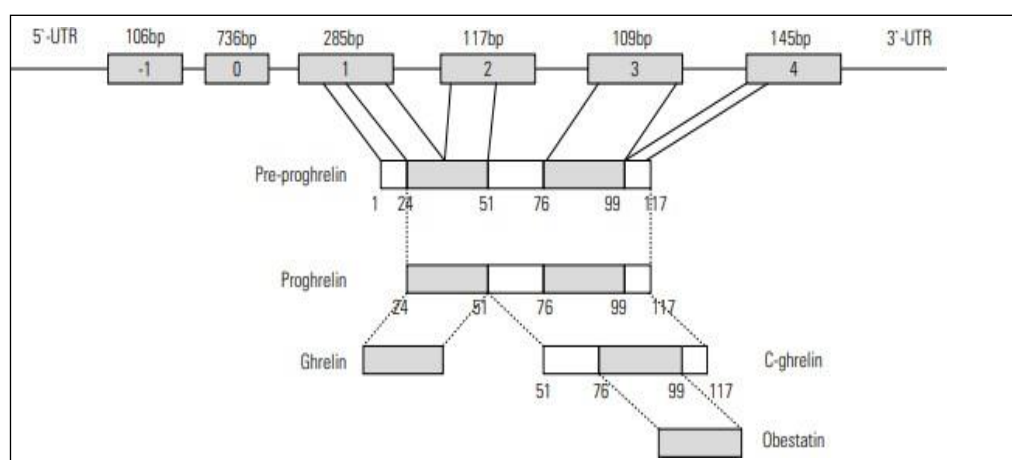 5`-UTR 106bp 736bp 285bp 117bp 109bp 145bp 3`-UTR
-1 0 1 2 3 4
Pre-proghrelin
1 24 51 76 99 117
Proghrelin
24 51 76 99 117
Ghrelin C-ghrelin
51 76 99 117
Obestatin